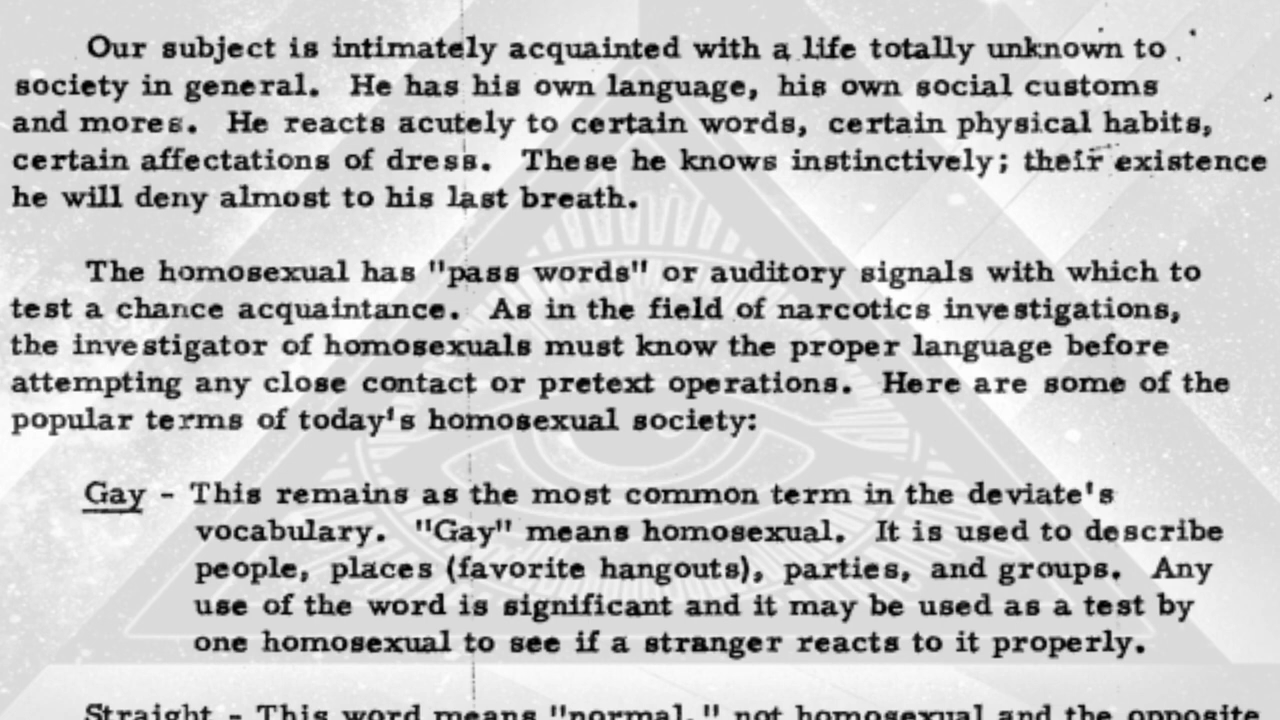 Our subject is intimately acquainted with a life totally unknown to
society in general. He has his own language, his own social customs
and mores. He reacts acutely to certain words, certain physical habits,
certain affectations of dress. These he knows instinctively; their existence
he will deny almost to his last breath.
The homosexual has "pass words" or auditory signals with which to
test a chance acquaintance. As in the field of narcotics investigations,
the investigator of homosexuals must know the proper language before
attempting any close contact or pretext operations. Here are some of the
popular terms of today's homosexual society:
Gay - This remains as the most common term in the deviate's
vocabulary. "Gay" means homosexual. It is used to describe
people, places (favorite hangouts), parties, and groups. Any
use of the word is significant and it may be used as a test by
one homosexual to see if a stranger reacts to it properly.
Straight - This word means "normal," not homosexual and the opposite